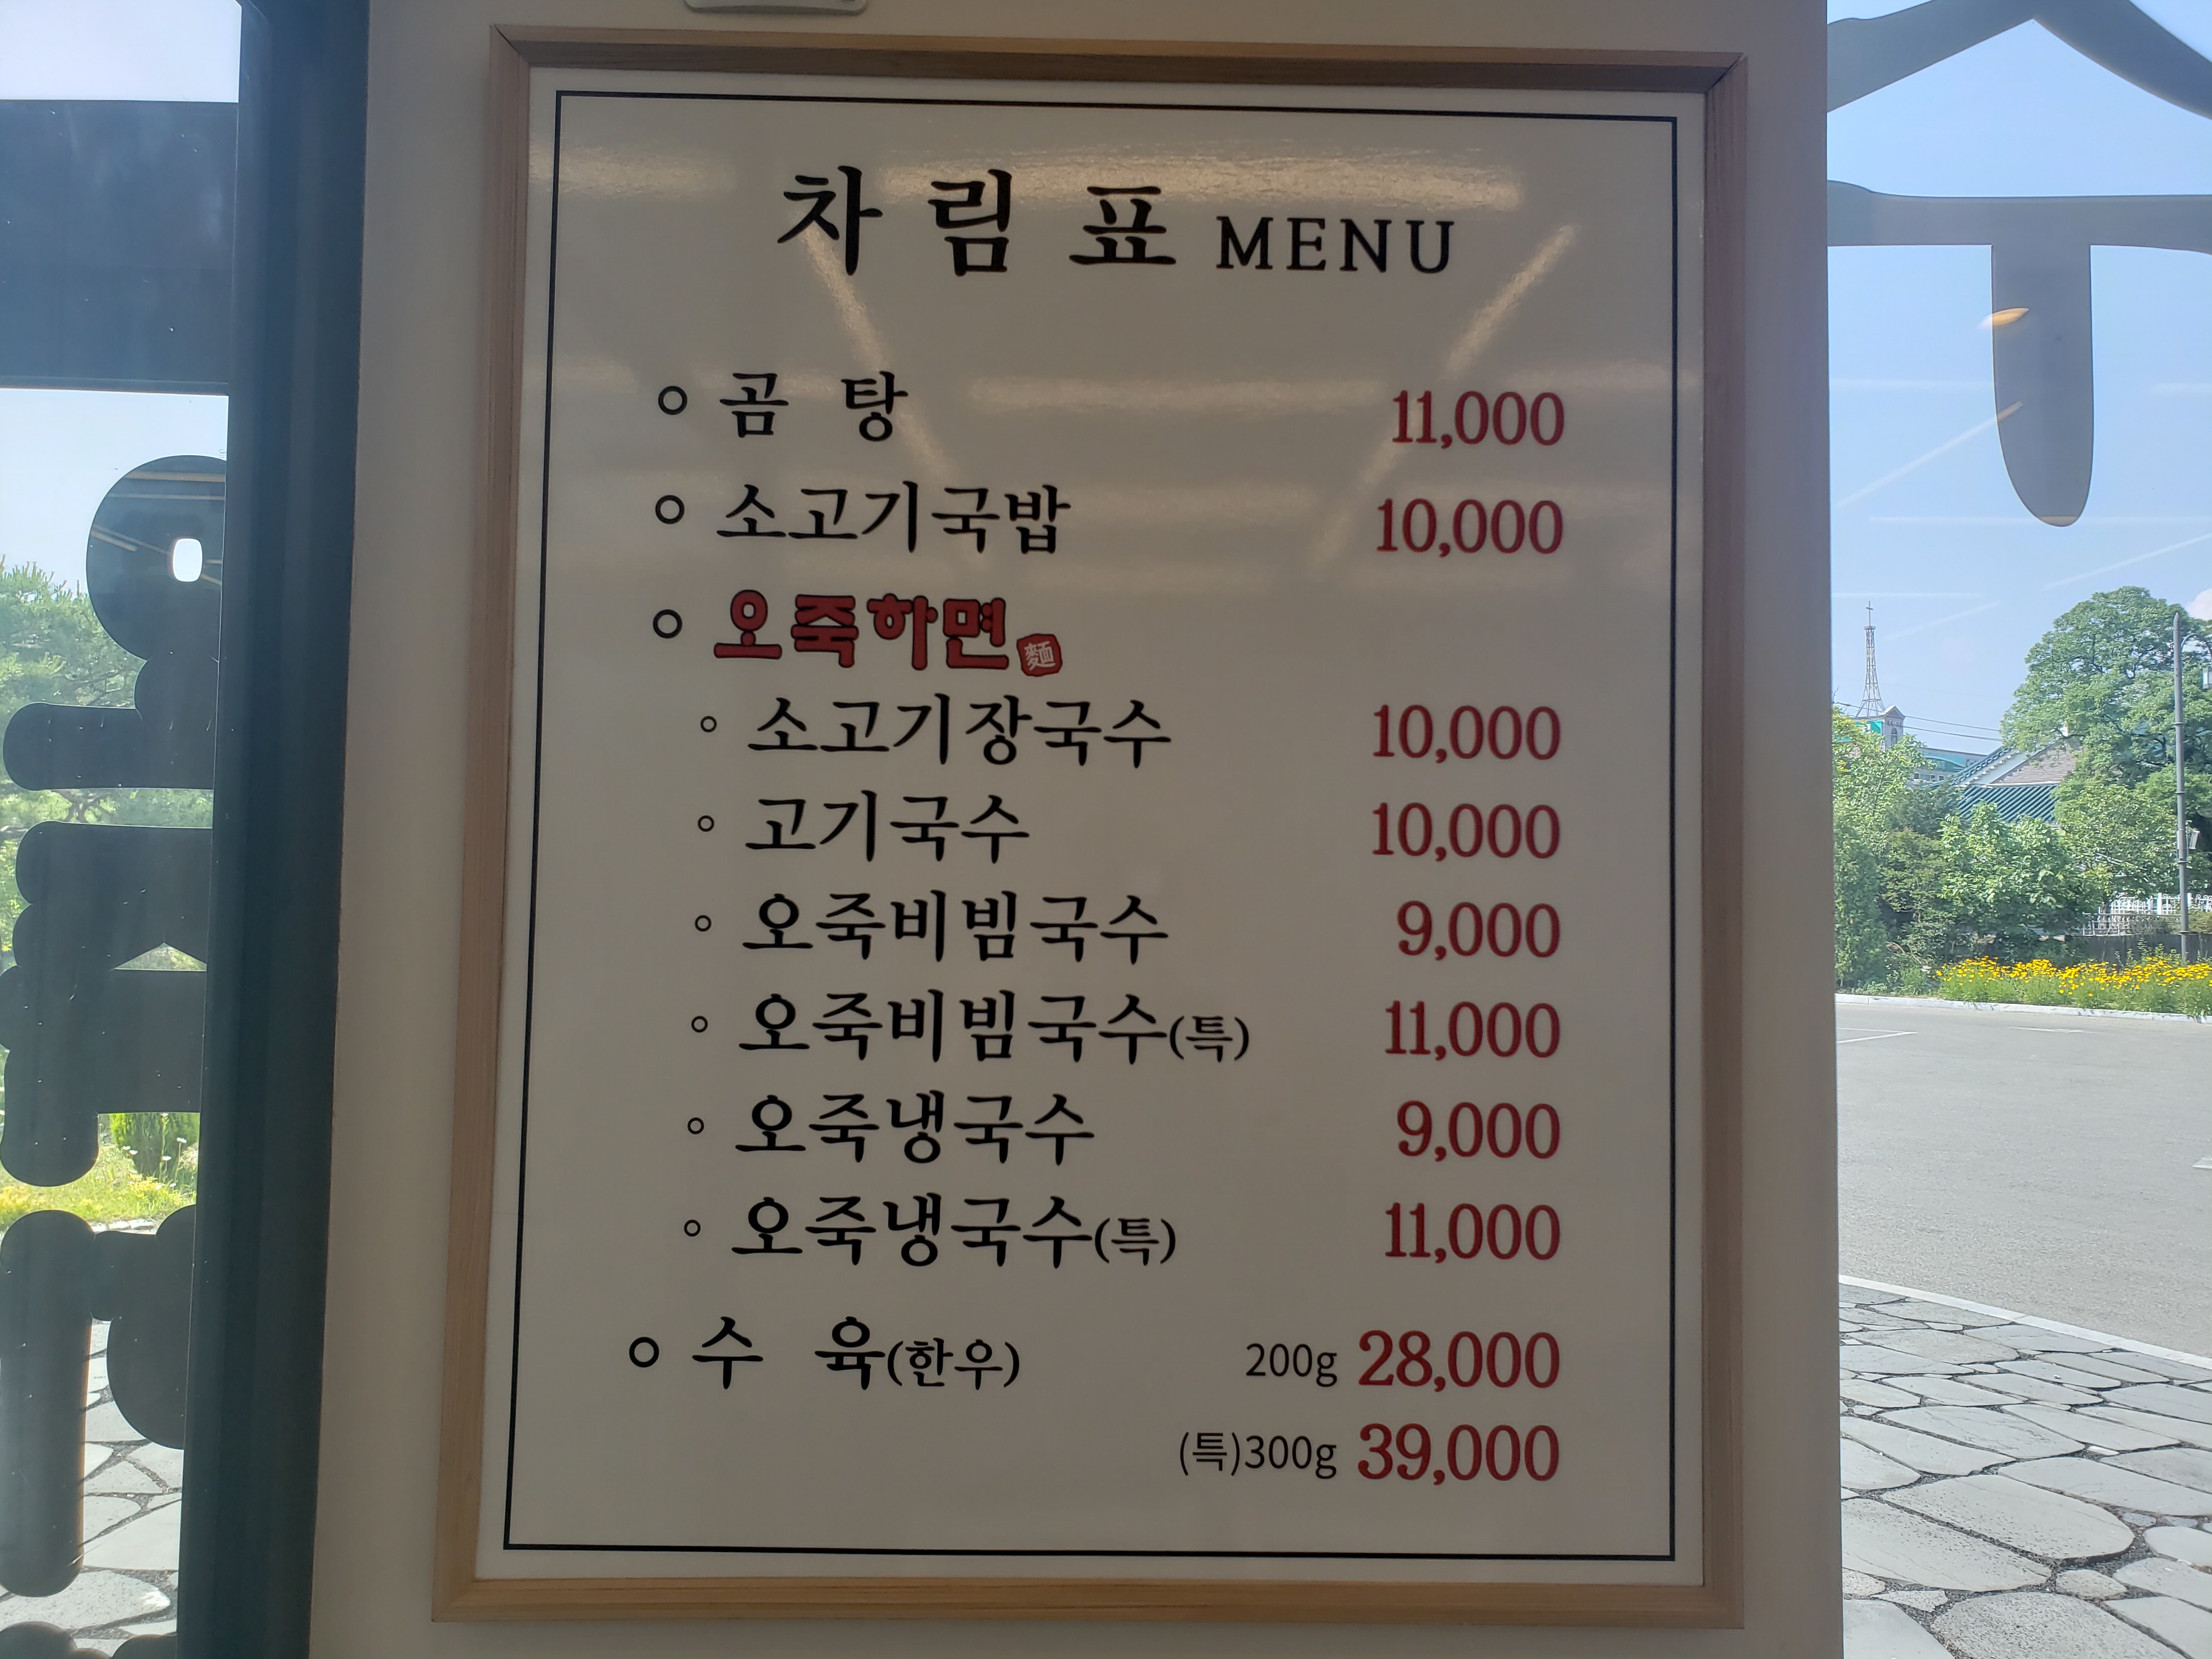 차림표 MENU
곰 탕 11,000
소고기국밥 10,000
오죽하면 麵
소고기장국수 10,000
고기국수 10,000
오죽비빔국수 9,000
오죽비빔국수(특) 11,000
오죽냉국수 9,000
오죽냉국수(특) 11,000
수 육(한우) 200g 28,000
(특)300g 39,000